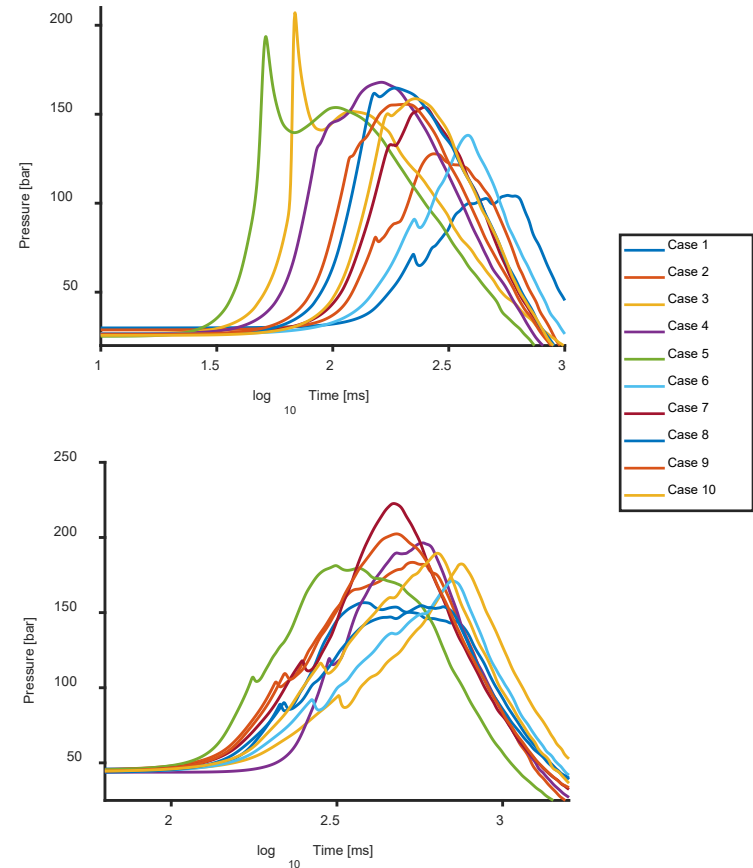 200
150
100
50
Pressure [bar]
1
1.5
2
2.5
3
log 10 Time [ms]
Case 1
Case 2
Case 3
Case 4
Case 5
Case 6
Case 7
Case 8
Case 9
Case 10
250
200
150
100
50
Pressure [bar]
2
2.5
3
log 10 Time [ms]